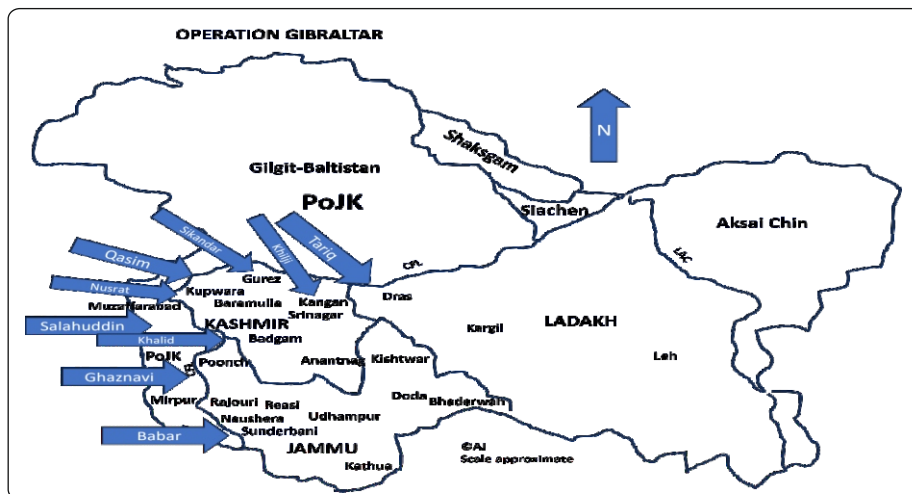 OPERATION GIBRALTAR
N
Shaksgam
Gilgit-Baltistan
PoJK
Siachen
Aksai Chin
Sikandar
Khilji
Tariq
Qasim
CFL
LAC
Gurez
Nusrat
Kupwara
Dras
Muzaffarabad
Baramulla
Kangan
Srinagar
Salahuddin
KASHMIR
Kargil
LADAKH
Khalid
Badgam
PoJK
Poonch
Anantnag
Kishtwar
Leh
Ghaznavi
Mirpur
Rajouri
Reasi
Doda
Bhaderwah
Naushera
Udhampur
Sunderbani
Babar
JAMMU
©AJ
Kathua
Scale approximate